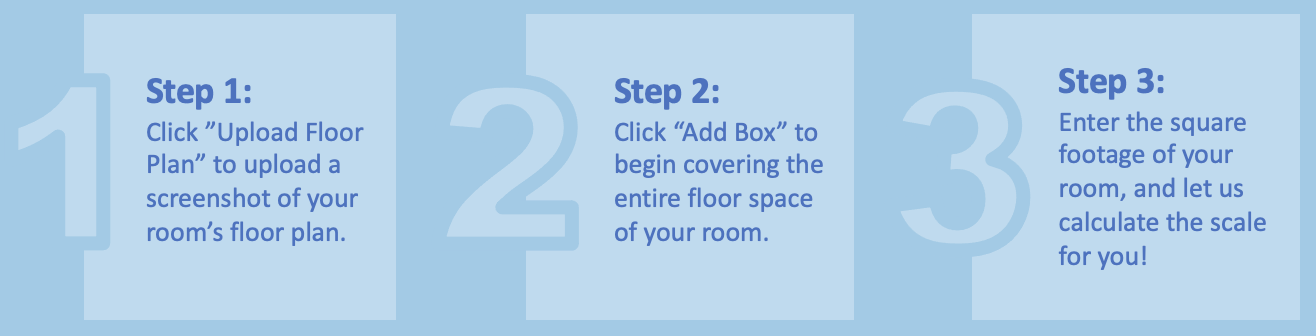 1
Step 1:
Click ”Upload Floor
Plan” to upload a
screenshot of your
room’s floor plan.
2
Step 2:
Click “Add Box” to
begin covering the
entire floor space
of your room.
3
Step 3:
Enter the square
footage of your
room, and let us
calculate the scale
for you!